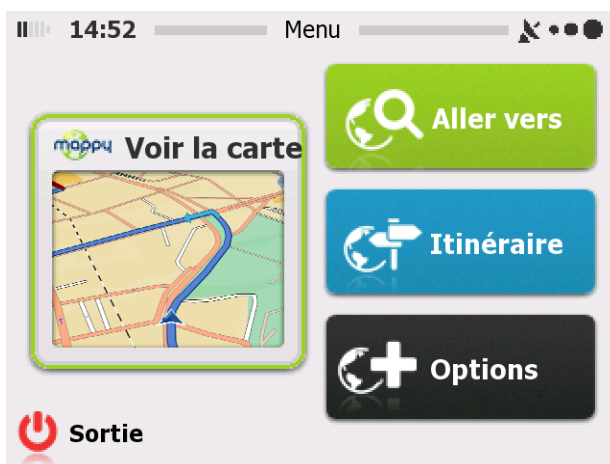 14:52 Menu
mappy Voir la carte
Aller vers
Itinéraire
Options
Sortie